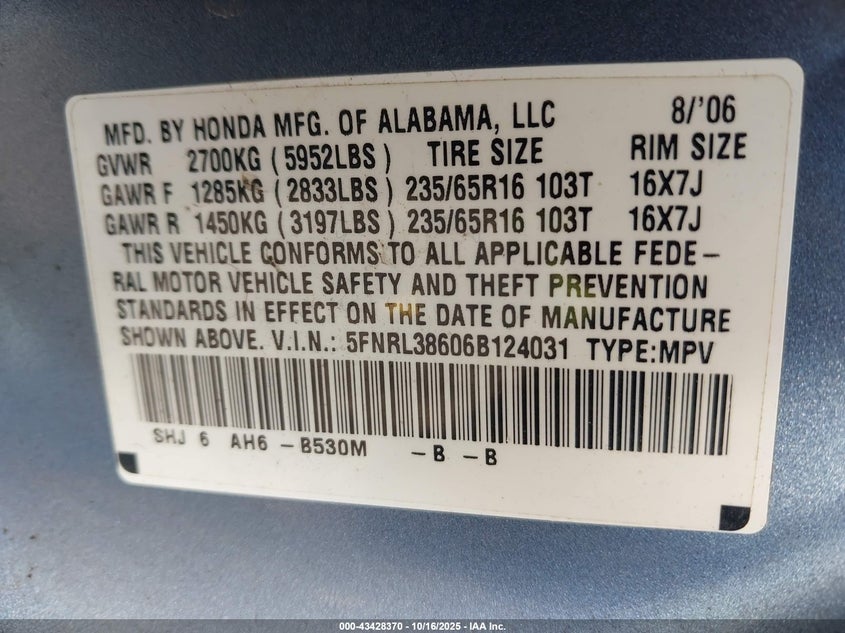 MFD. BY HONDA MFG. OF ALABAMA, LLC 8/'06
GVWR 2700KG (5952LBS) TIRE SIZE RIM SIZE
GAWR F 1285KG (2833LBS) 235/65R16 103T 16X7J
GAWR R 1450KG (3197LBS) 235/65R16 103T 16X7J
THIS VEHICLE CONFORMS TO ALL APPLICABLE FEDE-
RAL MOTOR VEHICLE SAFETY AND THEFT PREVENTION
STANDARDS IN EFFECT ON THE DATE OF MANUFACTURE
SHOWN ABOVE. V.I.N.: 5FNRL38606B124031 TYPE:MPV
SHJ 6 AH6 -B530M -B -B
000-43428370 - 10/16/2025 - IAA Inc.